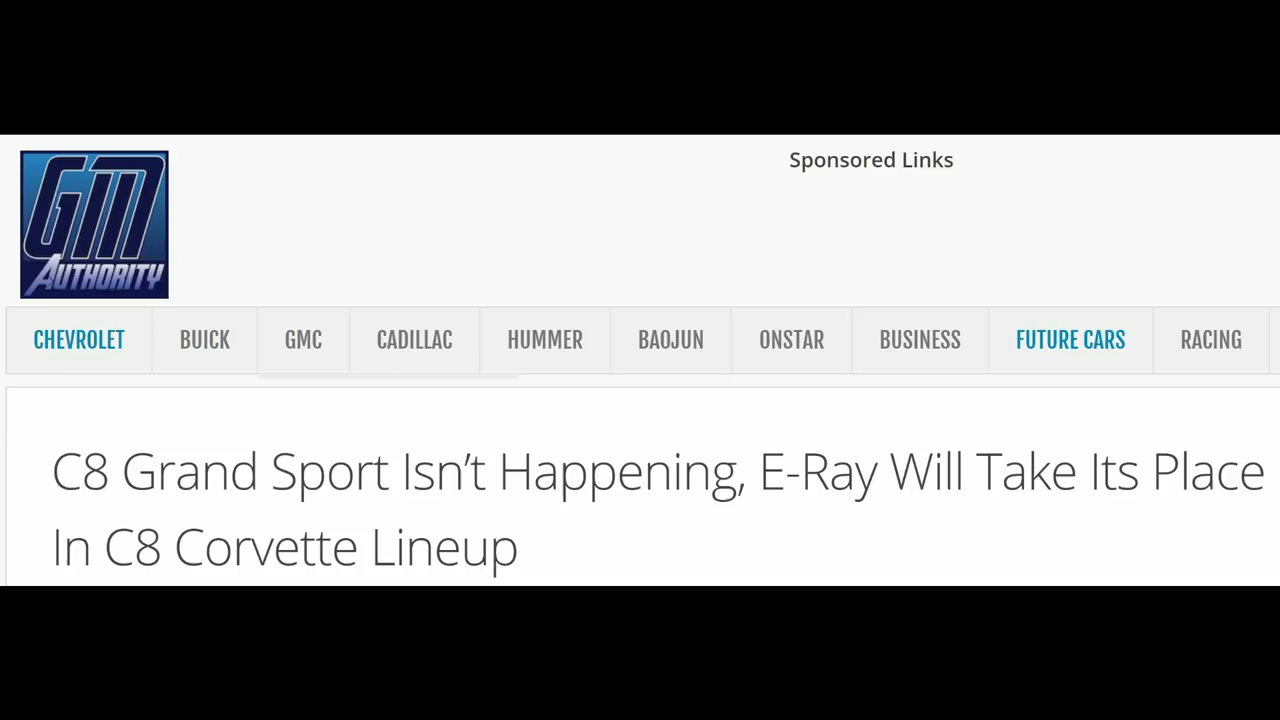 GM
AUTHORITY
Sponsored Links
CHEVROLET BUICK GMC CADILLAC HUMMER BAOJUN ONSTAR BUSINESS FUTURE CARS RACING
C8 Grand Sport Isn’t Happening, E-Ray Will Take Its Place
In C8 Corvette Lineup